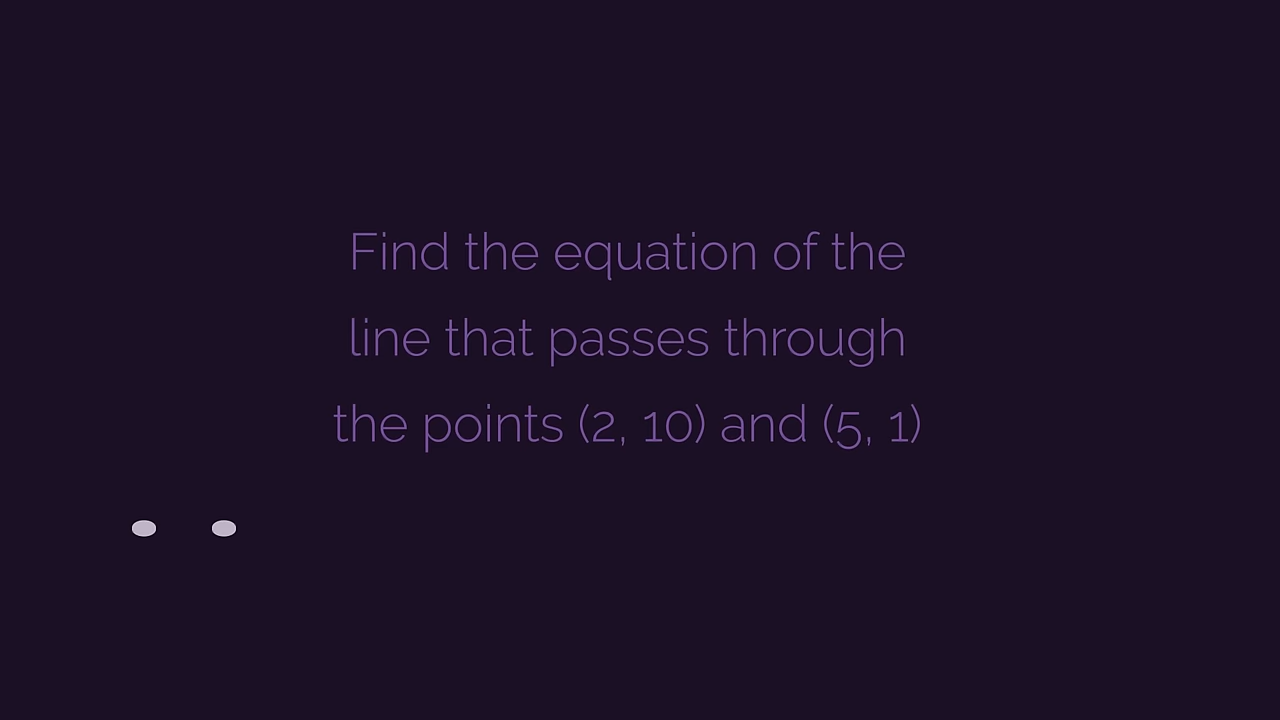 Find the equation of the
line that passes through
the points (2, 10) and (5, 1)